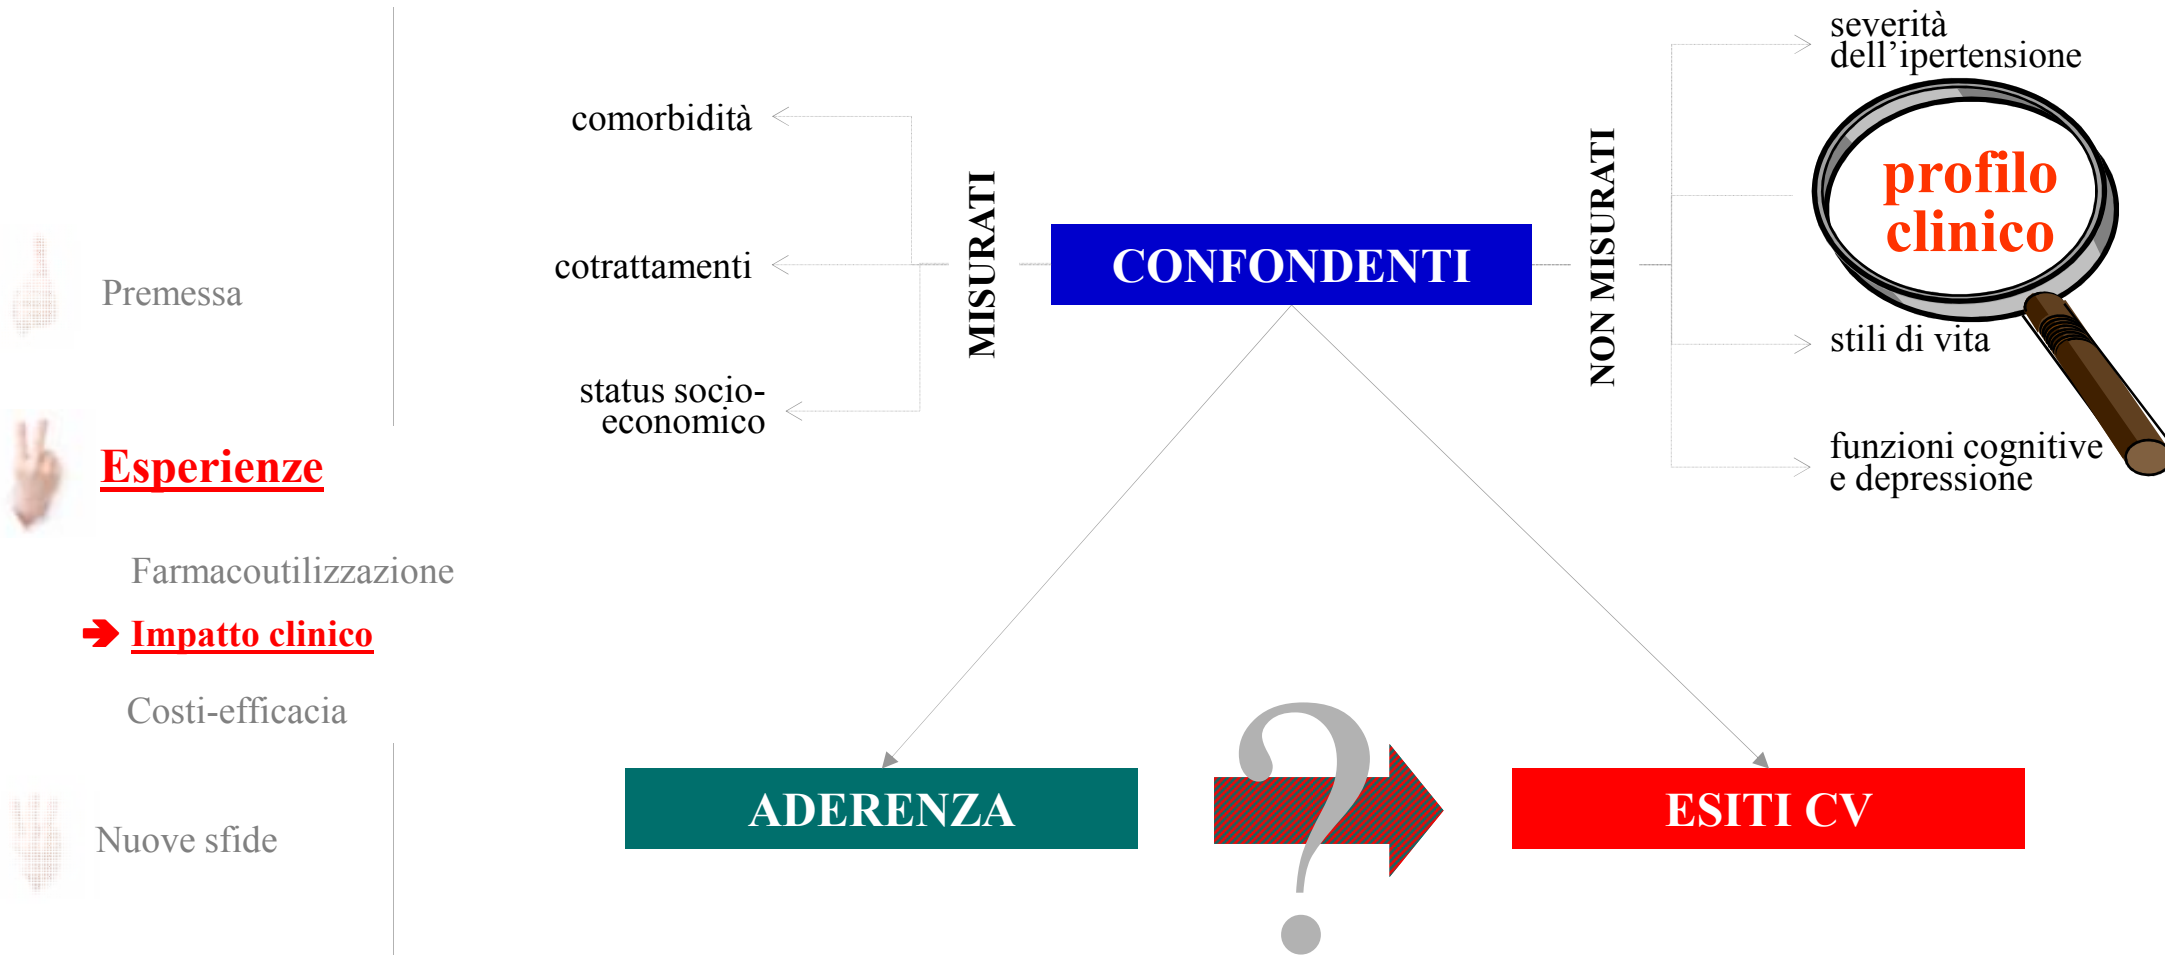 Premessa
Esperienze
Farmacoutilizzazione
Impatto clinico
Costi-efficacia
Nuove sfide
comorbidità
cotrattamenti
status socio-
economico
MISURATI
CONFONDENTI
NON MISURATI
severità
dell’ipertensione
profilo
clinico
stili di vita
funzioni cognitive
e depressione
ADERENZA
?
ESITI CV